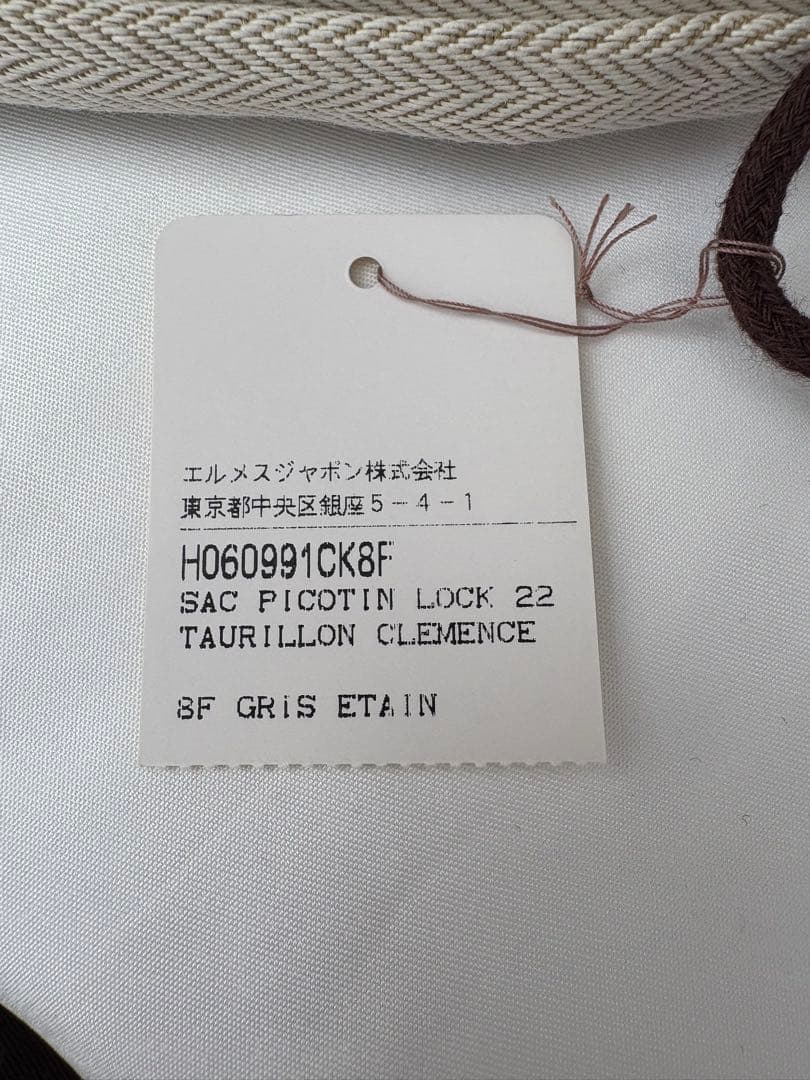 エルメスジャポン株式会社
東京都中央区銀座5-4-1
H060991CK8F
SAC PICOTIN LOCK 22
TAURILLON CLEMENCE
8F GRIS ETAIN